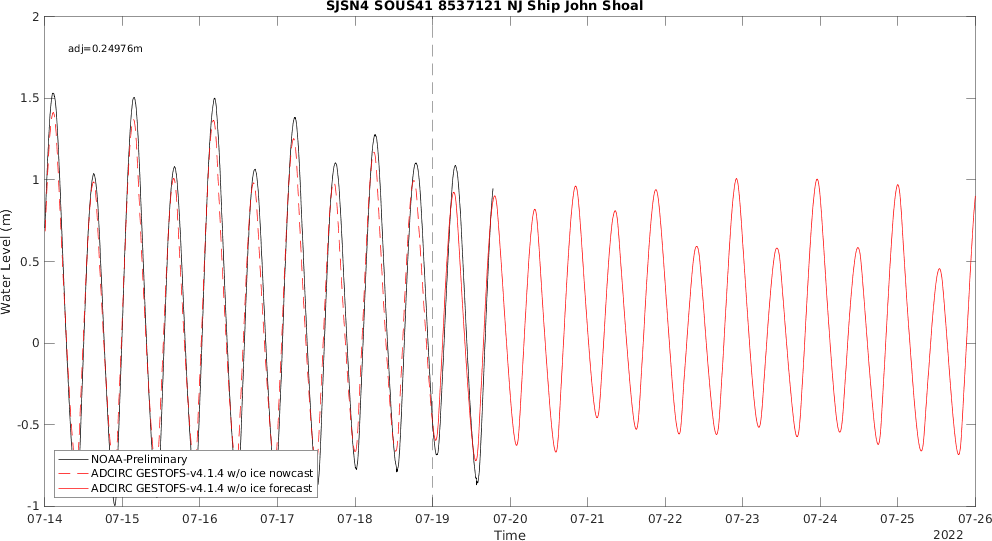 SJSN4 SOUS41 8537121 NJ Ship John Shoal
adj=0.24976m
2
1.5
1
0.5
0
-0.5
-1
Water Level (m)
NOAA-Preliminary
ADCIRC GESTOFS-v4.1.4 w/o ice nowcast
ADCIRC GESTOFS-v4.1.4 w/o ice forecast
07-14 07-15 07-16 07-17 07-18 07-19 07-20 07-21 07-22 07-23 07-24 07-25 07-26
Time
2022